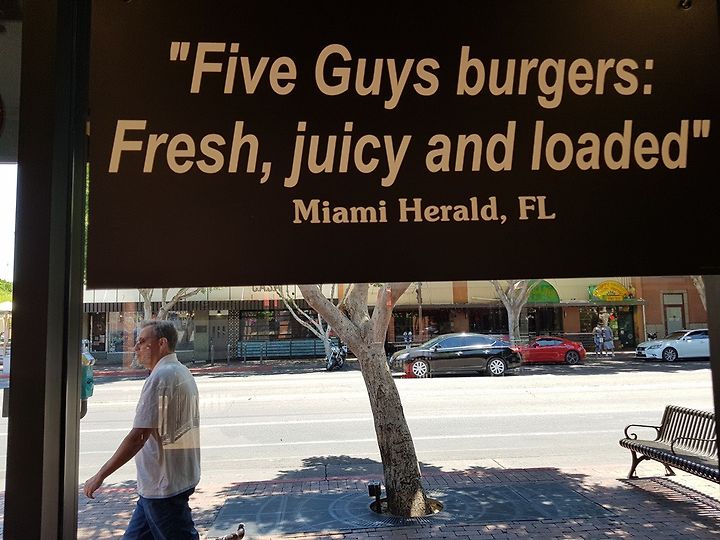 "Five Guys burgers:
Fresh, juicy and loaded"
Miami Herald, FL